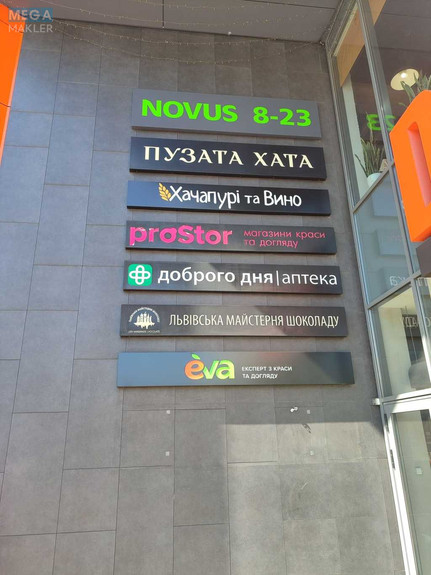 MEGA
MAKLER
NOVUS 8-23
ПУЗАТА ХАТА
Хачапурі та Вино
proStor магазини краси
та догляду
доброго дня | аптека
ЛЬВІВСЬКА МАЙСТЕРНЯ ШОКОЛАДУ
èva ЕКСПЕРТ З КРАСИ
ТА ДОГЛЯДУ